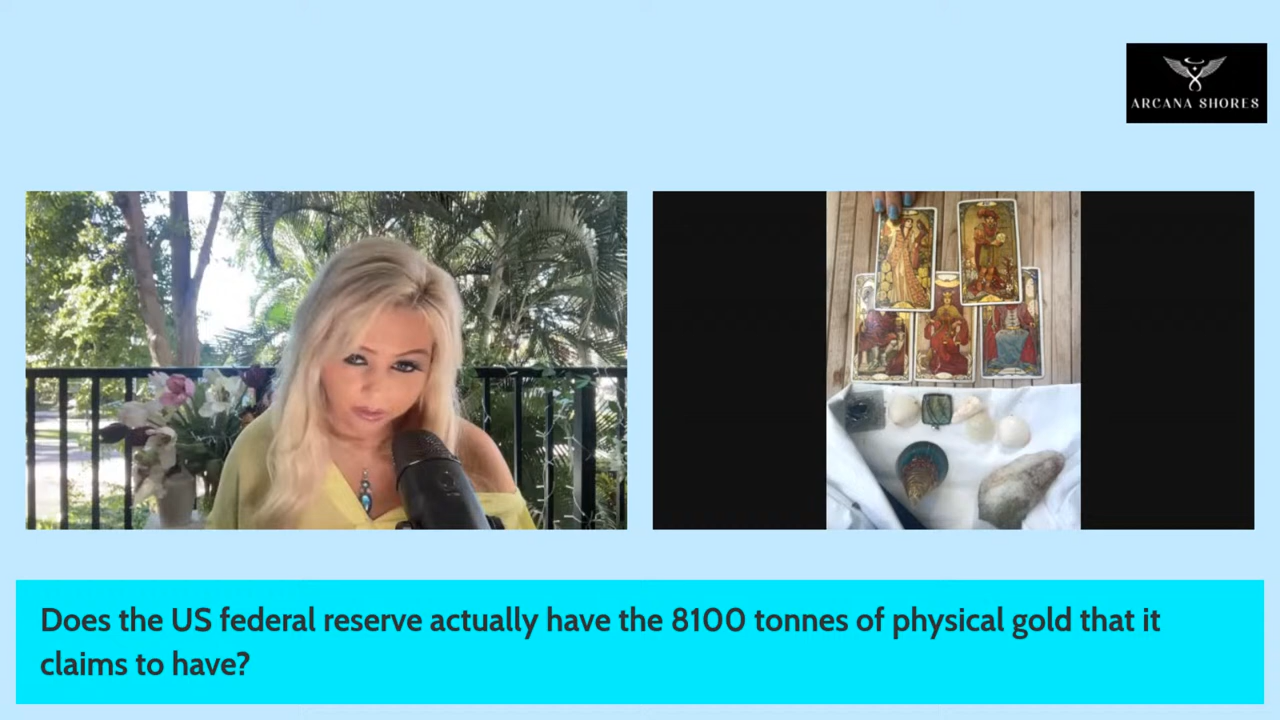 ARCANA SHORES
Does the US federal reserve actually have the 8100 tonnes of physical gold that it
claims to have?